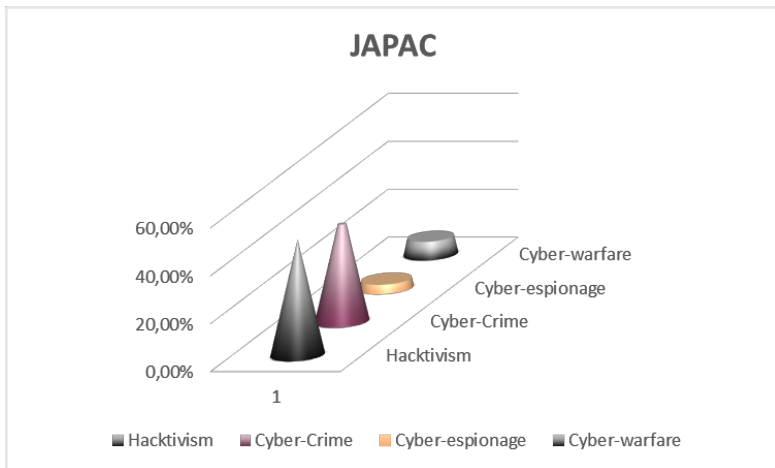 JAPAC
60,00%
40,00%
20,00%
0,00%
Cyber-warfare
Cyber-espionage
Cyber-Crime
Hacktivism
1
Hacktivism Cyber-Crime Cyber-espionage Cyber-warfare